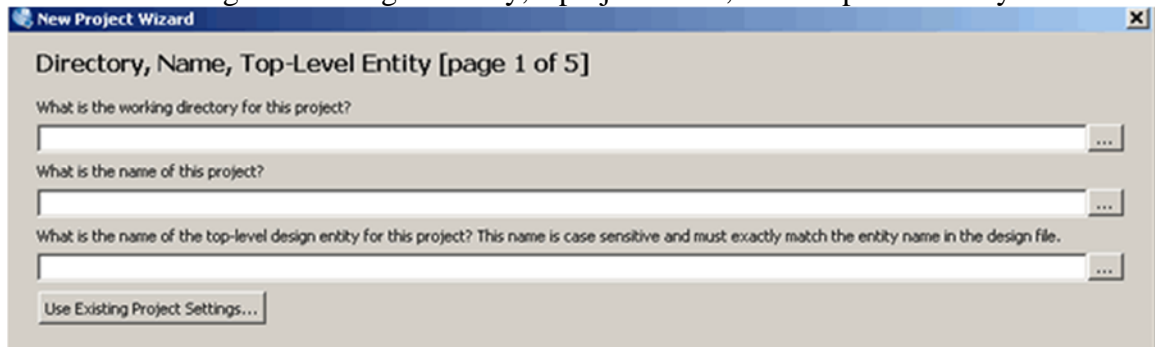 New Project Wizard
Directory, Name, Top-Level Entity [page 1 of 5]
What is the working directory for this project?
...
What is the name of this project?
...
What is the name of the top-level design entity for this project? This name is case sensitive and must exactly match the entity name in the design file.
...
Use Existing Project Settings...